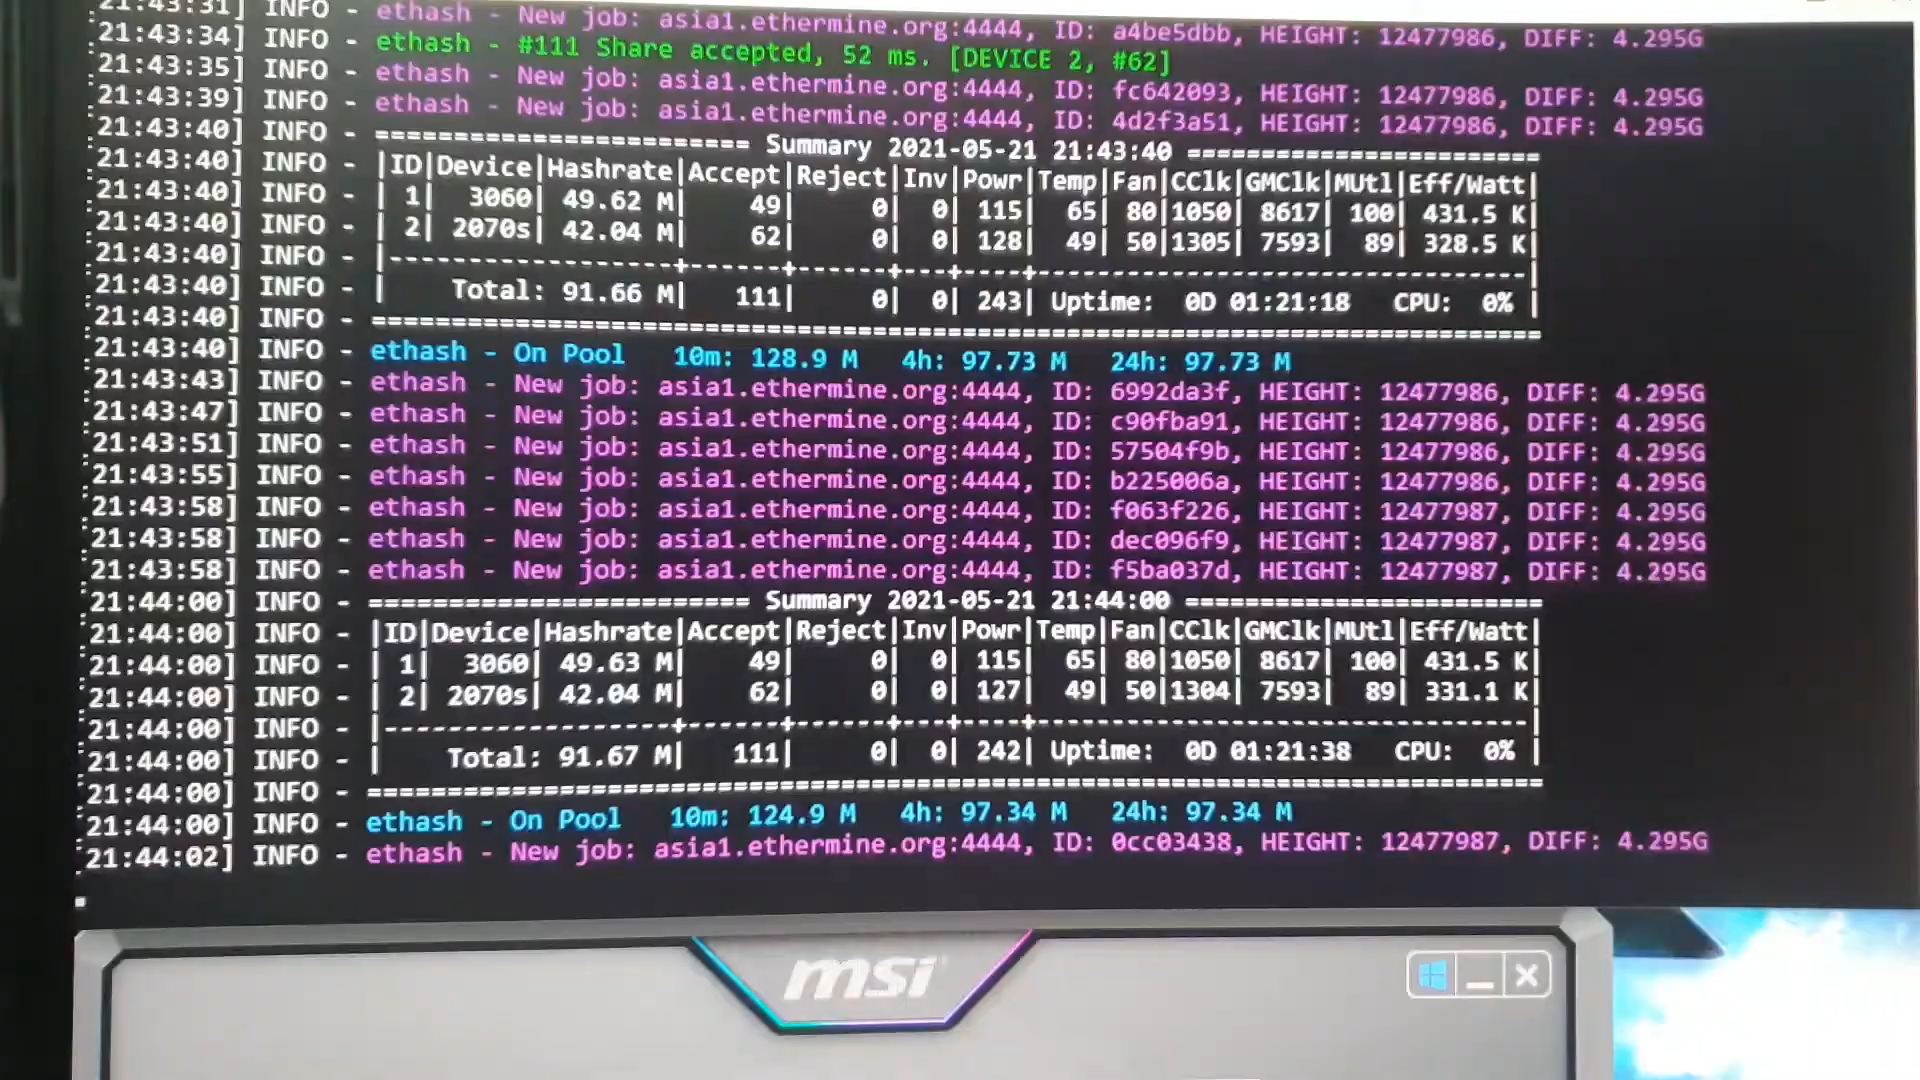 21:43:31] INFO - ethash - New job: asia1.ethermine.org:4444, ID: a4be5dbb, HEIGHT: 12477986, DIFF: 4.295G
21:43:34] INFO - ethash - #111 Share accepted, 52 ms. [DEVICE 2, #62]
21:43:35] INFO - ethash - New job: asia1.ethermine.org:4444, ID: fc642093, HEIGHT: 12477986, DIFF: 4.295G
21:43:39] INFO - ethash - New job: asia1.ethermine.org:4444, ID: 4d2f3a51, HEIGHT: 12477986, DIFF: 4.295G
21:43:40] INFO - ======================= Summary 2021-05-21 21:43:40 =======================
21:43:40] INFO - |ID|Device|Hashrate|Accept|Reject|Inv|Powr|Temp|Fan|CClk|GMClk|MUtl|Eff/Watt|
21:43:40] INFO - | 1| 3060| 49.62 M| 49| 0| 0| 115| 65| 80|1050| 8617| 100| 431.5 K|
21:43:40] INFO - | 2| 2070s| 42.04 M| 62| 0| 0| 128| 49| 50|1305| 7593| 89| 328.5 K|
21:43:40] INFO - |------------------+------+------+---+----+--------------------------------|
21:43:40] INFO - | Total: 91.66 M| 111| 0| 0| 243| Uptime: 0D 01:21:18 CPU: 0% |
21:43:40] INFO - ==========================================================================
21:43:40] INFO - ethash - On Pool 10m: 128.9 M 4h: 97.73 M 24h: 97.73 M
21:43:43] INFO - ethash - New job: asia1.ethermine.org:4444, ID: 6992da3f, HEIGHT: 12477986, DIFF: 4.295G
21:43:47] INFO - ethash - New job: asia1.ethermine.org:4444, ID: c90fba91, HEIGHT: 12477986, DIFF: 4.295G
21:43:51] INFO - ethash - New job: asia1.ethermine.org:4444, ID: 57504f9b, HEIGHT: 12477986, DIFF: 4.295G
21:43:55] INFO - ethash - New job: asia1.ethermine.org:4444, ID: b225006a, HEIGHT: 12477986, DIFF: 4.295G
21:43:58] INFO - ethash - New job: asia1.ethermine.org:4444, ID: f063f226, HEIGHT: 12477987, DIFF: 4.295G
21:43:58] INFO - ethash - New job: asia1.ethermine.org:4444, ID: dec096f9, HEIGHT: 12477987, DIFF: 4.295G
21:43:58] INFO - ethash - New job: asia1.ethermine.org:4444, ID: f5ba037d, HEIGHT: 12477987, DIFF: 4.295G
21:44:00] INFO - ======================= Summary 2021-05-21 21:44:00 =======================
21:44:00] INFO - |ID|Device|Hashrate|Accept|Reject|Inv|Powr|Temp|Fan|CClk|GMClk|MUtl|Eff/Watt|
21:44:00] INFO - | 1| 3060| 49.63 M| 49| 0| 0| 115| 65| 80|1050| 8617| 100| 431.5 K|
21:44:00] INFO - | 2| 2070s| 42.04 M| 62| 0| 0| 127| 49| 50|1304| 7593| 89| 331.1 K|
21:44:00] INFO - |------------------+------+------+---+----+--------------------------------|
21:44:00] INFO - | Total: 91.67 M| 111| 0| 0| 242| Uptime: 0D 01:21:38 CPU: 0% |
21:44:00] INFO - ==========================================================================
21:44:00] INFO - ethash - On Pool 10m: 124.9 M 4h: 97.34 M 24h: 97.34 M
21:44:02] INFO - ethash - New job: asia1.ethermine.org:4444, ID: 0cc03438, HEIGHT: 12477987, DIFF: 4.295G
msi